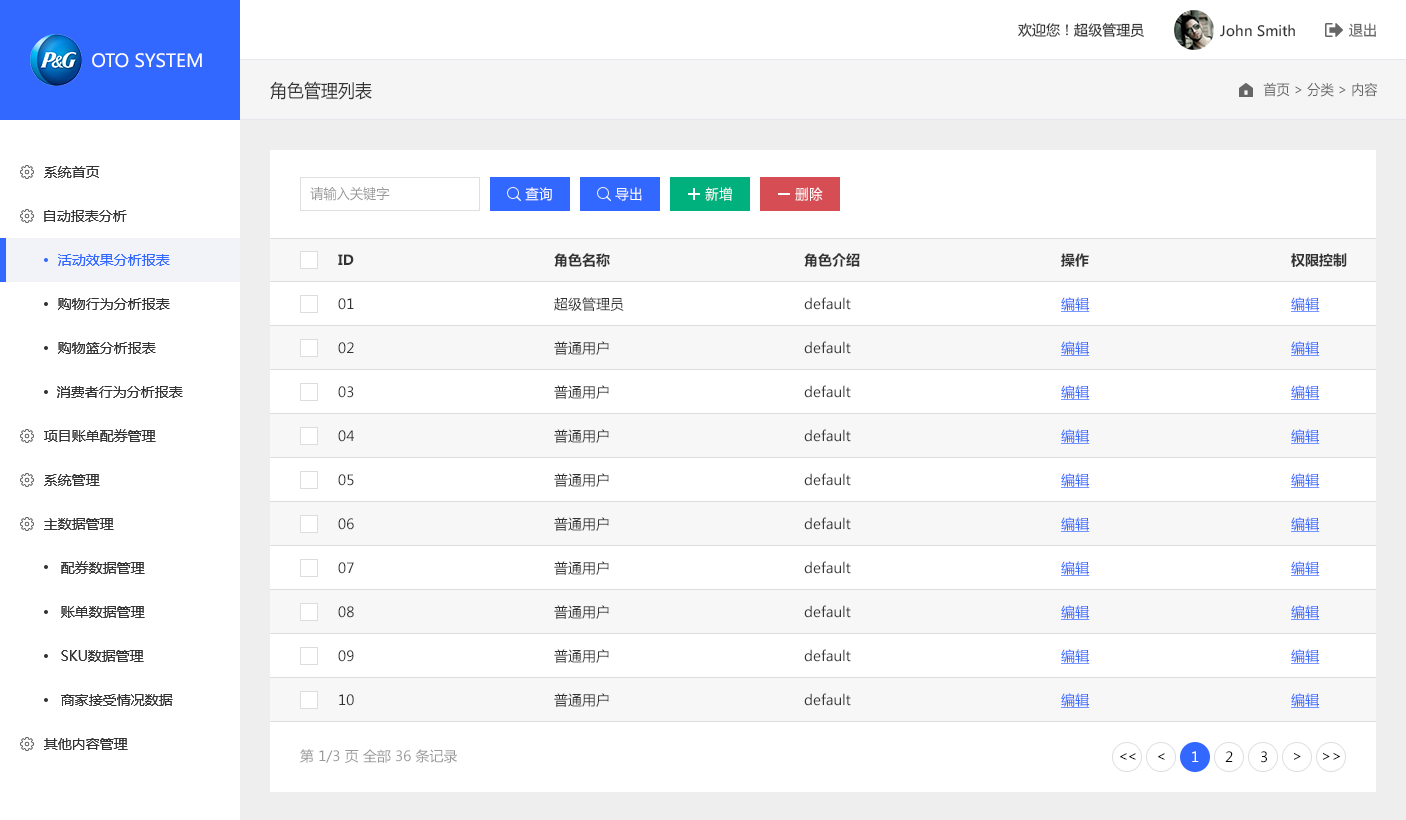 P&G OTO SYSTEM
欢迎您！超级管理员 John Smith 退出
角色管理列表
首页 > 分类 > 内容
系统首页
自动报表分析
• 活动效果分析报表
• 购物行为分析报表
• 购物篮分析报表
• 消费者行为分析报表
项目账单配券管理
系统管理
主数据管理
• 配券数据管理
• 账单数据管理
• SKU数据管理
• 商家接受情况数据
其他内容管理
请输入关键字 查询 导出 新增 删除
ID 角色名称 角色介绍 操作 权限控制
01 超级管理员 default 编辑 编辑
02 普通用户 default 编辑 编辑
03 普通用户 default 编辑 编辑
04 普通用户 default 编辑 编辑
05 普通用户 default 编辑 编辑
06 普通用户 default 编辑 编辑
07 普通用户 default 编辑 编辑
08 普通用户 default 编辑 编辑
09 普通用户 default 编辑 编辑
10 普通用户 default 编辑 编辑
第 1/3 页 全部 36 条记录
<< < 1 2 3 > >>